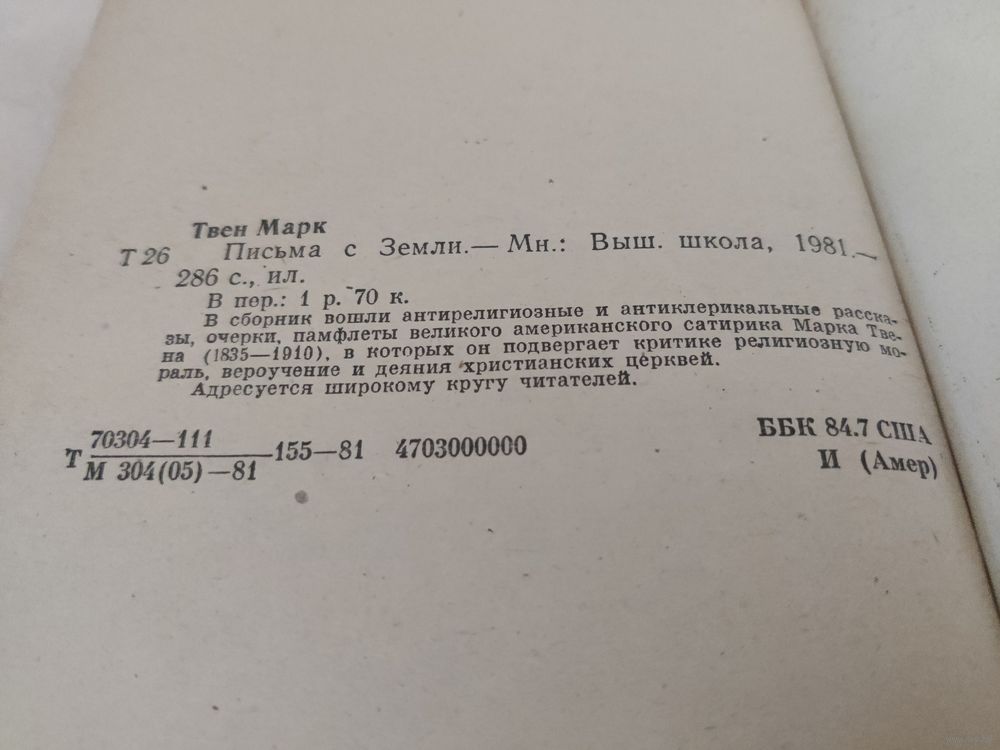 Твен Марк
Т 26 Письма с Земли.— Мн.: Выш. школа, 1981.—
286 с., ил.
В пер.: 1 р. 70 к.
В сборник вошли антирелигиозные и антиклерикальные расска-
зы, очерки, памфлеты великого американского сатирика Марка Тве-
на (1835—1910), в которых он подвергает критике религиозную мо-
раль, вероучение и деяния христианских церквей.
Адресуется широкому кругу читателей.
70304—111
Т ———— 155—81 4703000000
М 304(05)—81
ББК 84.7 США
И (Амер)